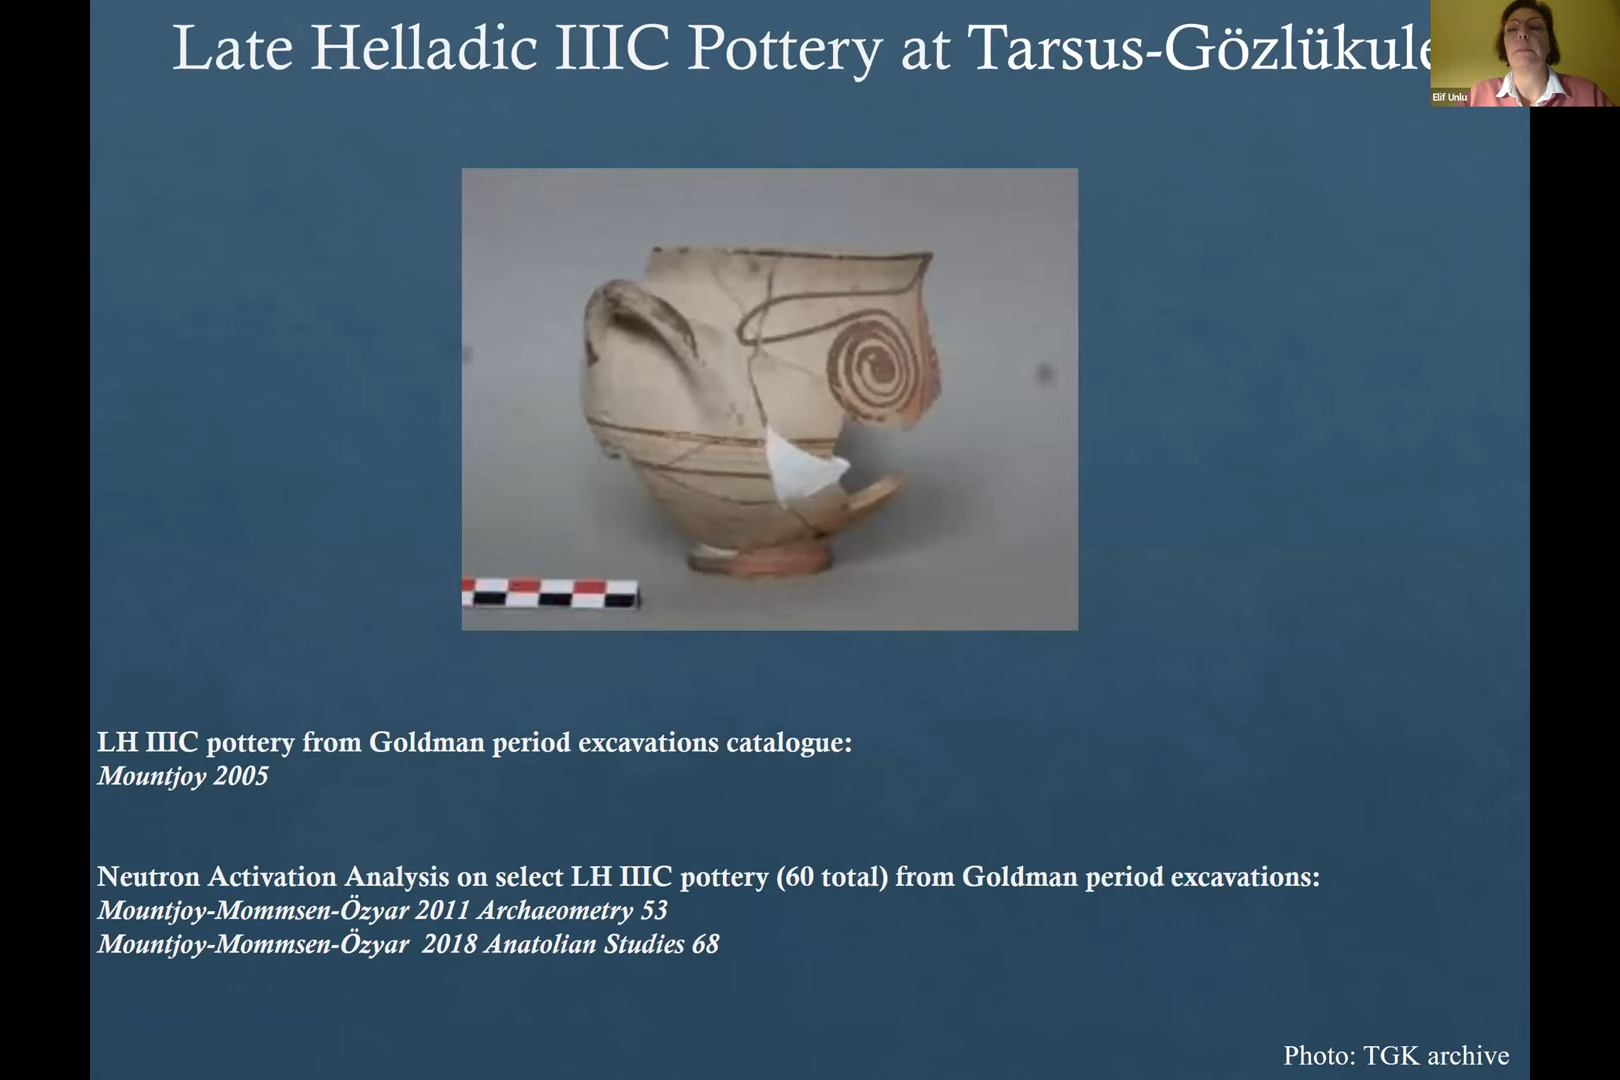 Late Helladic IIIC Pottery at Tarsus-Gözlükule
Elif Unlu
LH IIIC pottery from Goldman period excavations catalogue:
Mountjoy 2005
Neutron Activation Analysis on select LH IIIC pottery (60 total) from Goldman period excavations:
Mountjoy-Mommsen-Özyar 2011 Archaeometry 53
Mountjoy-Mommsen-Özyar 2018 Anatolian Studies 68
Photo: TGK archive